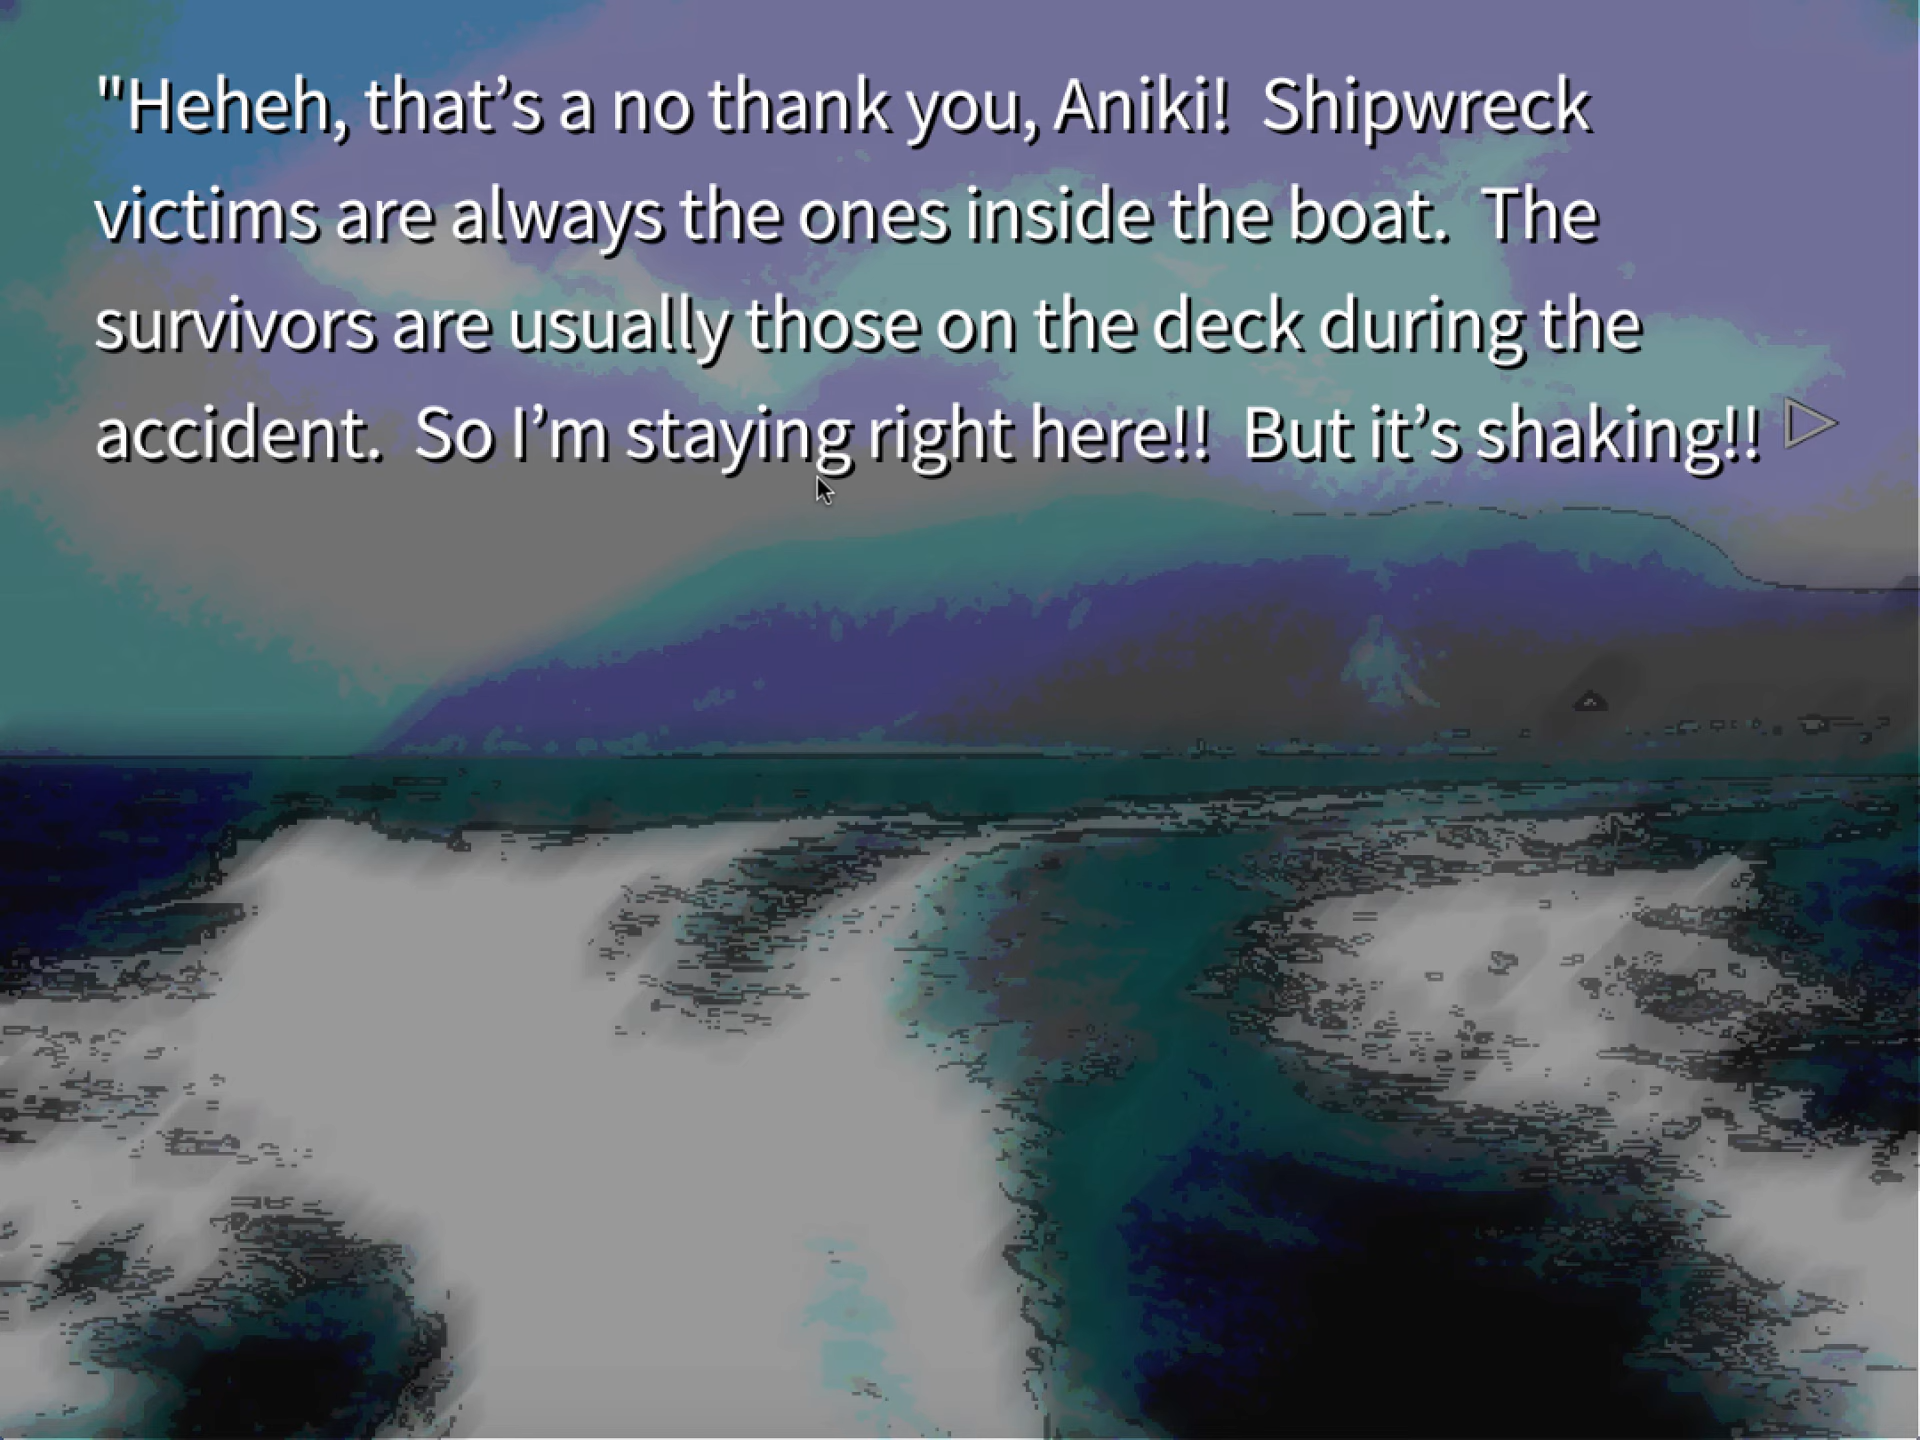 "Heheh, that’s a no thank you, Aniki!  Shipwreck
victims are always the ones inside the boat.  The
survivors are usually those on the deck during the
accident.  So I’m staying right here!!  But it’s shaking!!